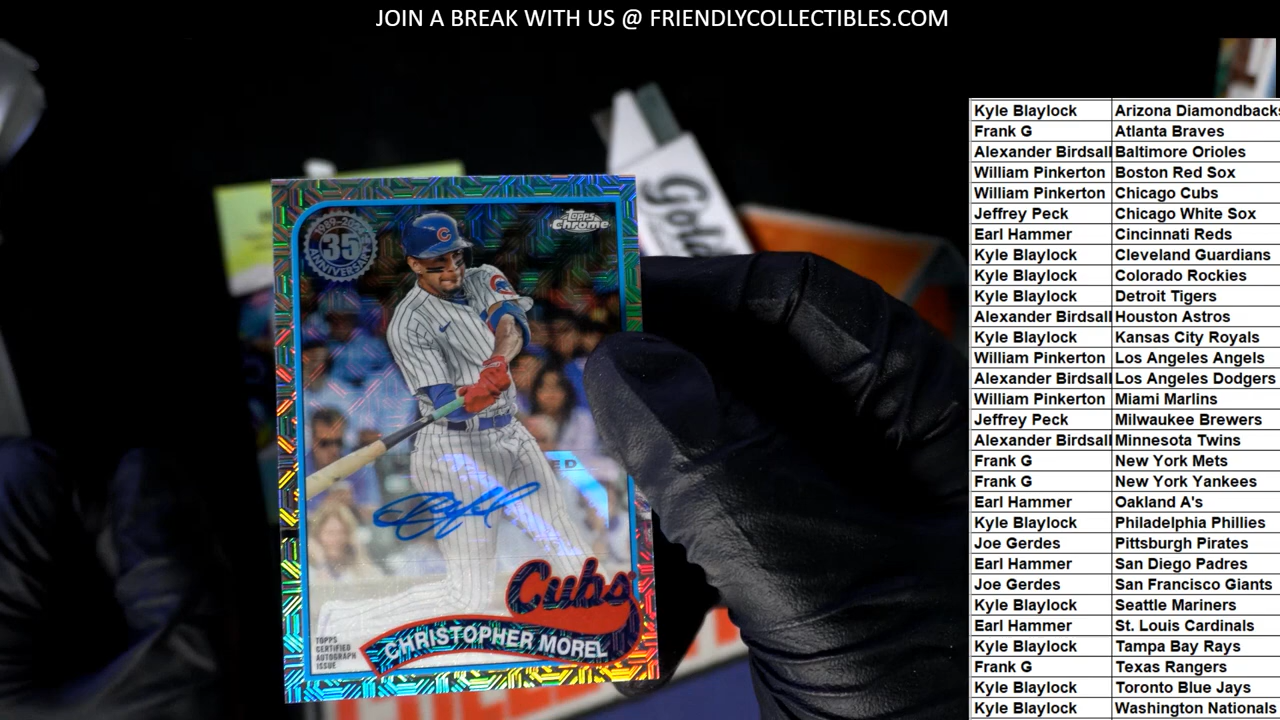 JOIN A BREAK WITH US @ FRIENDLYCOLLECTIBLES.COM
1989-2024
35
ANNIVERSARY
Topps
Chrome
C
Gold
Cubs
CHRISTOPHER MOREL
TOPPS
CERTIFIED
AUTOGRAPH
ISSUE
Kyle Blaylock Arizona Diamondbacks
Frank G Atlanta Braves
Alexander Birdsall Baltimore Orioles
William Pinkerton Boston Red Sox
William Pinkerton Chicago Cubs
Jeffrey Peck Chicago White Sox
Earl Hammer Cincinnati Reds
Kyle Blaylock Cleveland Guardians
Kyle Blaylock Colorado Rockies
Kyle Blaylock Detroit Tigers
Alexander Birdsall Houston Astros
Kyle Blaylock Kansas City Royals
William Pinkerton Los Angeles Angels
Alexander Birdsall Los Angeles Dodgers
William Pinkerton Miami Marlins
Jeffrey Peck Milwaukee Brewers
Alexander Birdsall Minnesota Twins
Frank G New York Mets
Frank G New York Yankees
Earl Hammer Oakland A's
Kyle Blaylock Philadelphia Phillies
Joe Gerdes Pittsburgh Pirates
Earl Hammer San Diego Padres
Joe Gerdes San Francisco Giants
Kyle Blaylock Seattle Mariners
Earl Hammer St. Louis Cardinals
Kyle Blaylock Tampa Bay Rays
Frank G Texas Rangers
Kyle Blaylock Toronto Blue Jays
Kyle Blaylock Washington Nationals